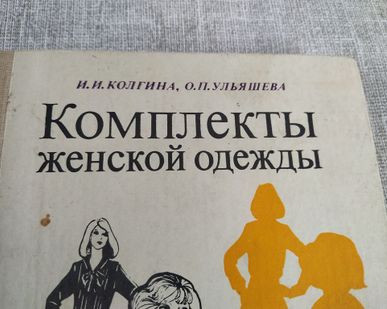 И.И.КОЛГИНА, О.П.УЛЬЯШЕВА
КОМПЛЕКТЫ
ЖЕНСКОЙ ОДЕЖДЫ